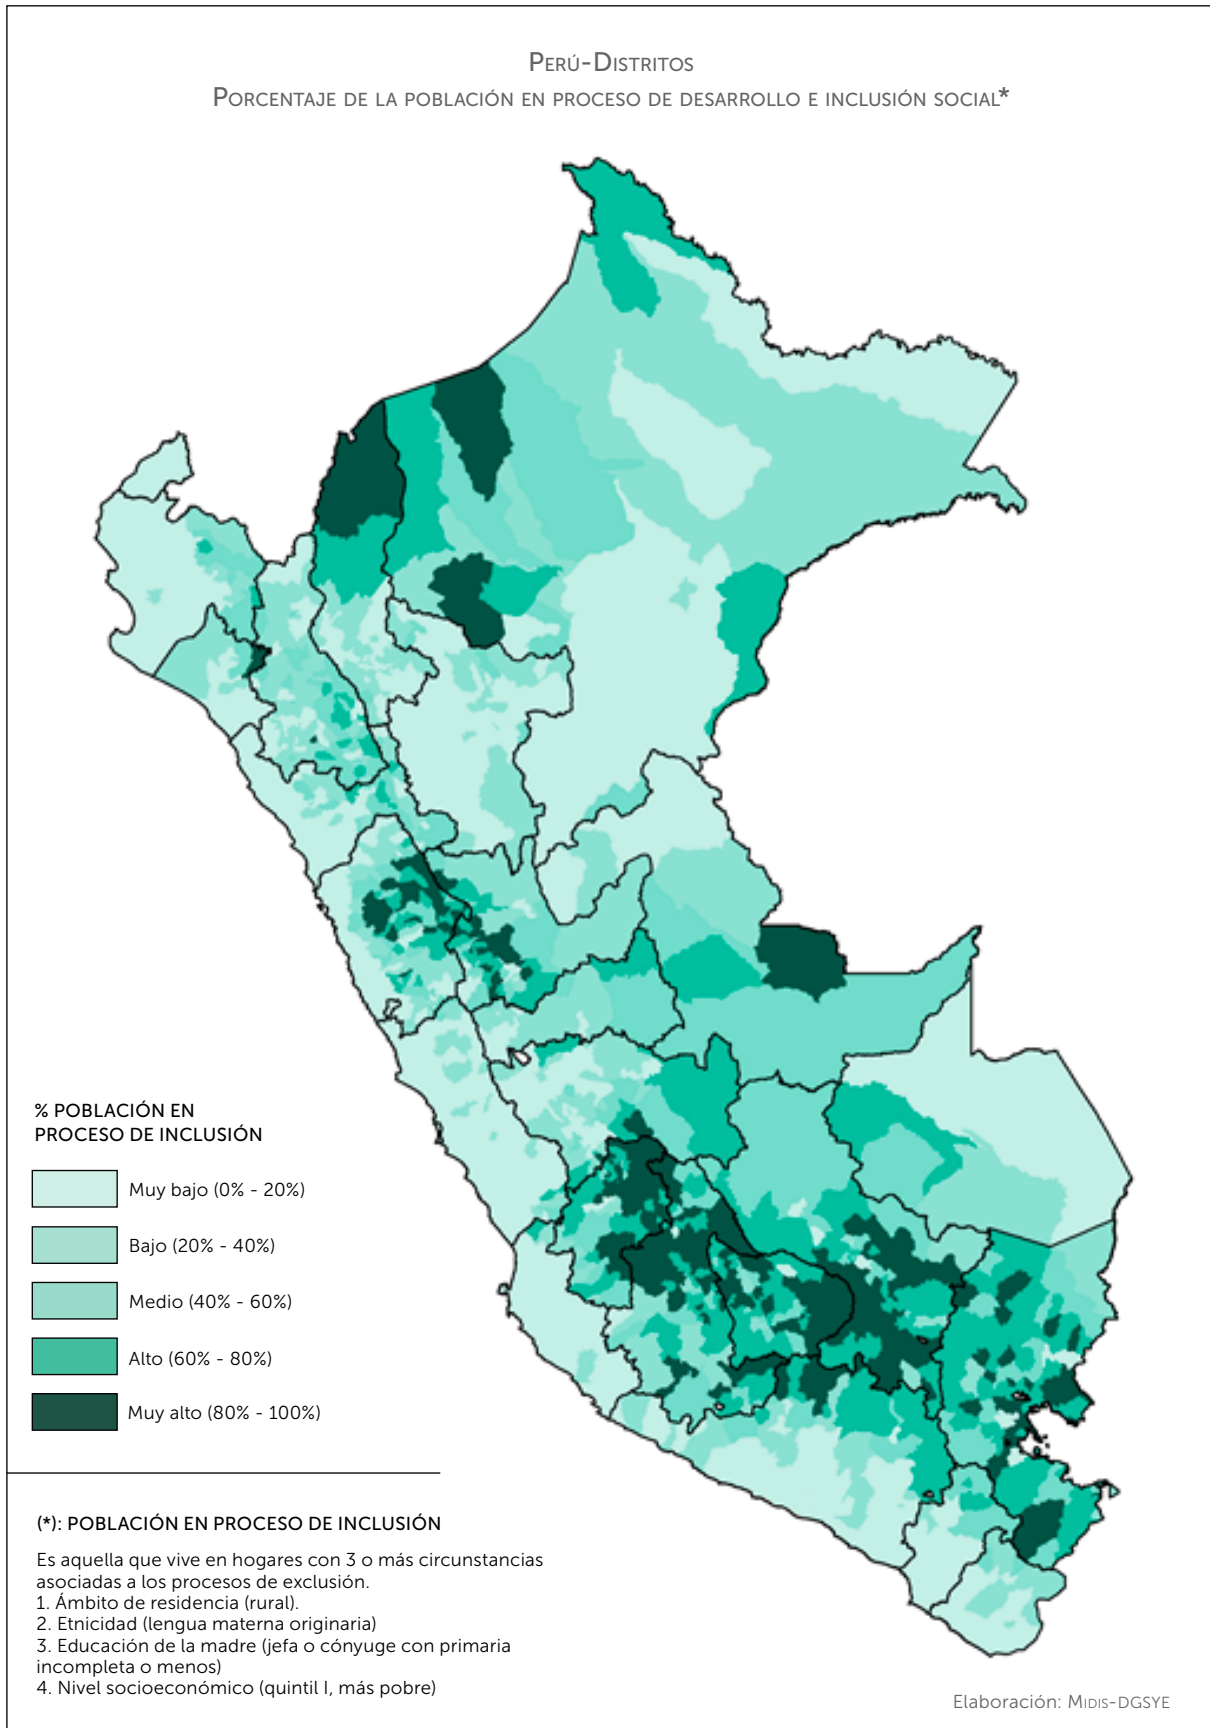 PERÚ-DISTRITOS
PORCENTAJE DE LA POBLACIÓN EN PROCESO DE DESARROLLO E INCLUSIÓN SOCIAL*
% POBLACIÓN EN
PROCESO DE INCLUSIÓN
Muy bajo (0% - 20%)
Bajo (20% - 40%)
Medio (40% - 60%)
Alto (60% - 80%)
Muy alto (80% - 100%)
(*): POBLACIÓN EN PROCESO DE INCLUSIÓN
Es aquella que vive en hogares con 3 o más circunstancias
asociadas a los procesos de exclusión.
1. Ámbito de residencia (rural).
2. Etnicidad (lengua materna originaria)
3. Educación de la madre (jefa o cónyuge con primaria
incompleta o menos)
4. Nivel socioeconómico (quintil I, más pobre)
Elaboración: MIDIS-DGSYE